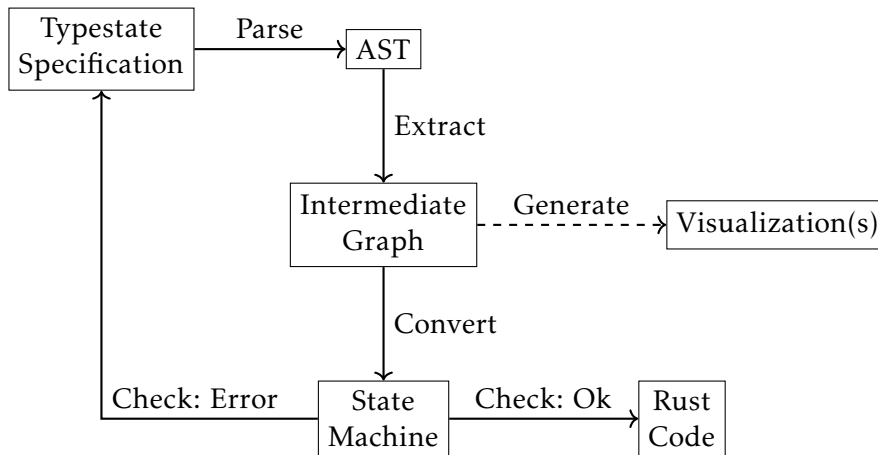 Typestate
Specification
Parse
AST
Extract
Intermediate
Graph
Generate
Visualization(s)
Convert
Check: Error
State
Machine
Check: Ok
Rust
Code